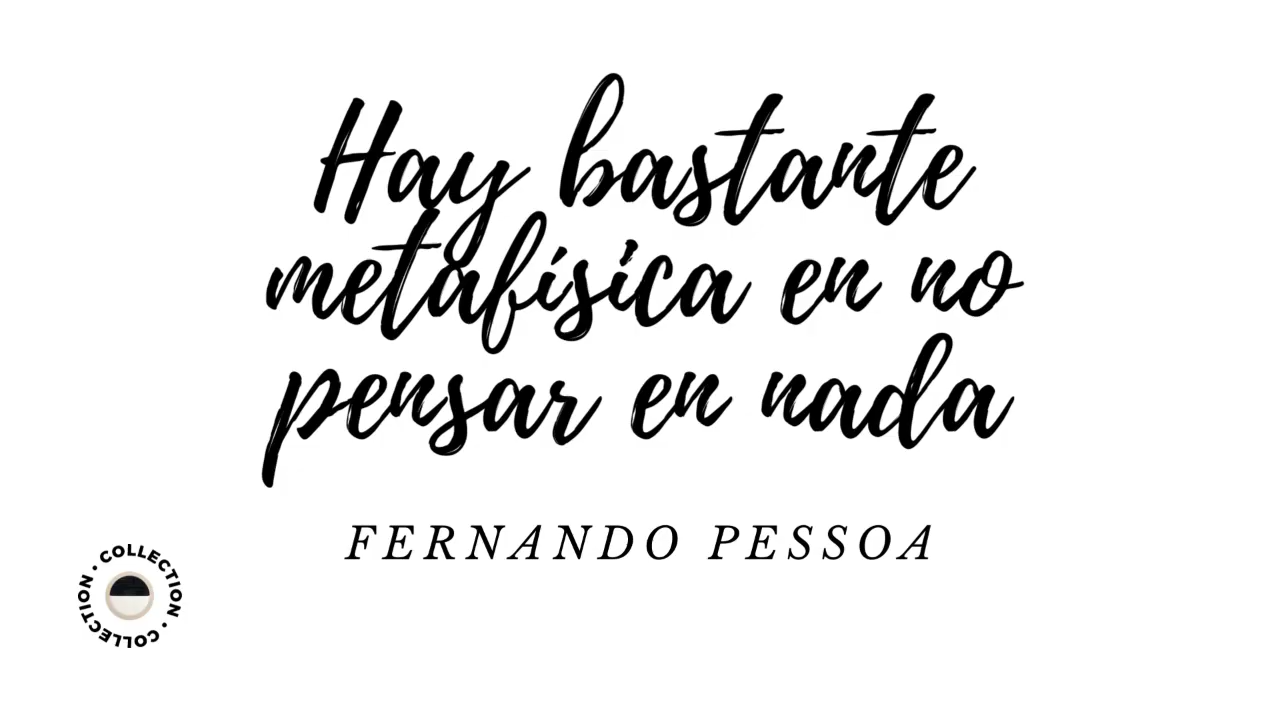 Hay bastante
metafísica en no
pensar en nada
FERNANDO PESSOA
COLLECTION • COLLECTION •